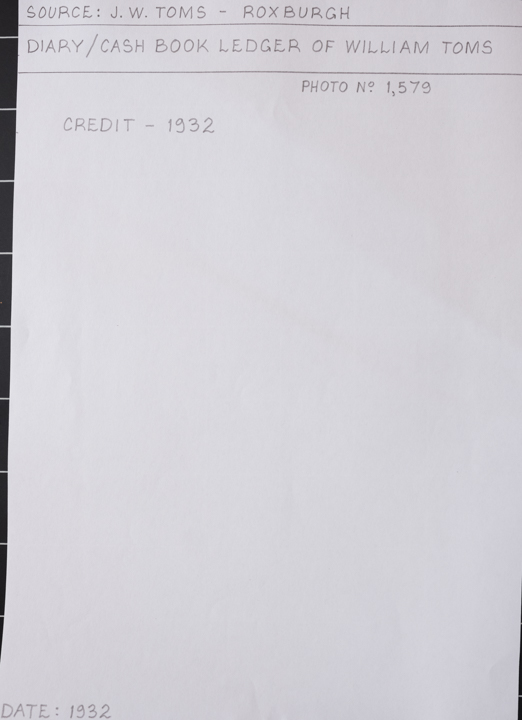 SOURCE: J. W. TOMS - ROXBURGH
DIARY/CASH BOOK LEDGER OF WILLIAM TOMS
PHOTO Nº 1,579
CREDIT - 1932
DATE: 1932